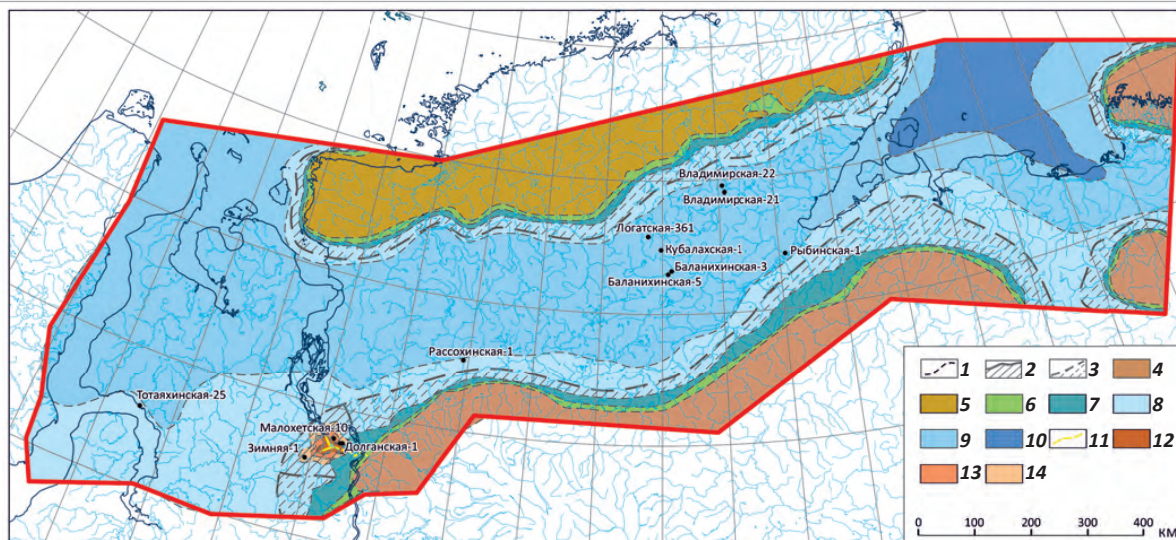 Владимирская-22
Владимирская-21
Логатская-361
Кубалахская-1
Рыбинская-1
Баланихинская-3
Баланихинская-5
Рассохинская-1
Тотаяхинская-25
Малохетская-10
Зимняя-1
Долганская-1
1 2 3 4
5 6 7 8
9 10 11 12
13 14
0 100 200 300 400
КМ